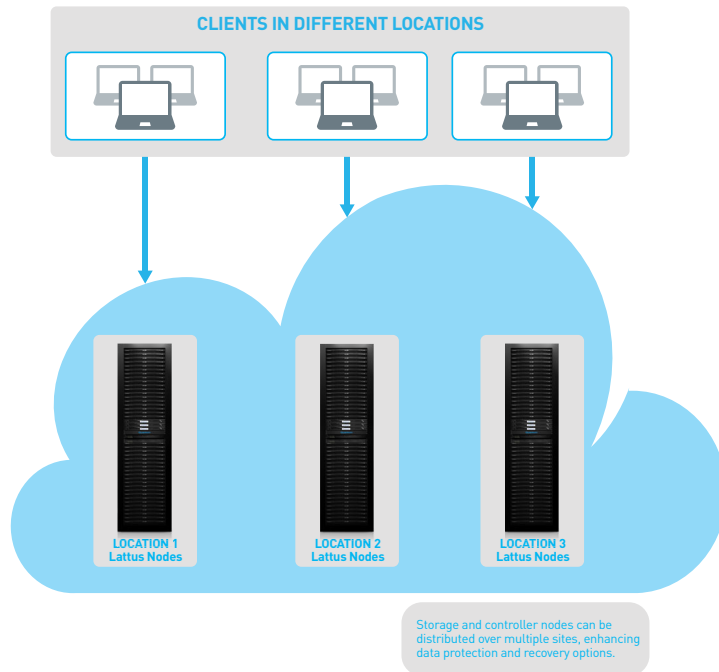 CLIENTS IN DIFFERENT LOCATIONS
LOCATION 1
Lattus Nodes
LOCATION 2
Lattus Nodes
LOCATION 3
Lattus Nodes
Storage and controller nodes can be
distributed over multiple sites, enhancing
data protection and recovery options.